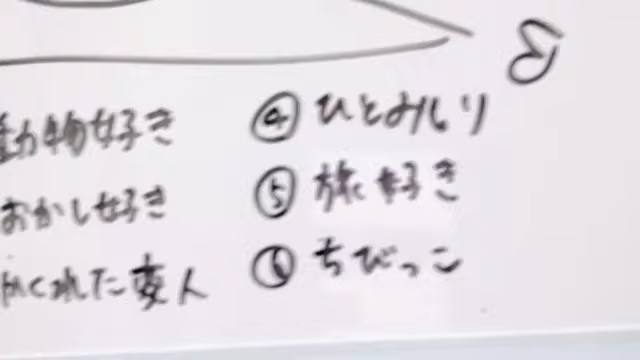 動物好き
おかし好き
かくれた変人
④ ひとみしり
⑤ 旅好き
⑥ ちびっこ